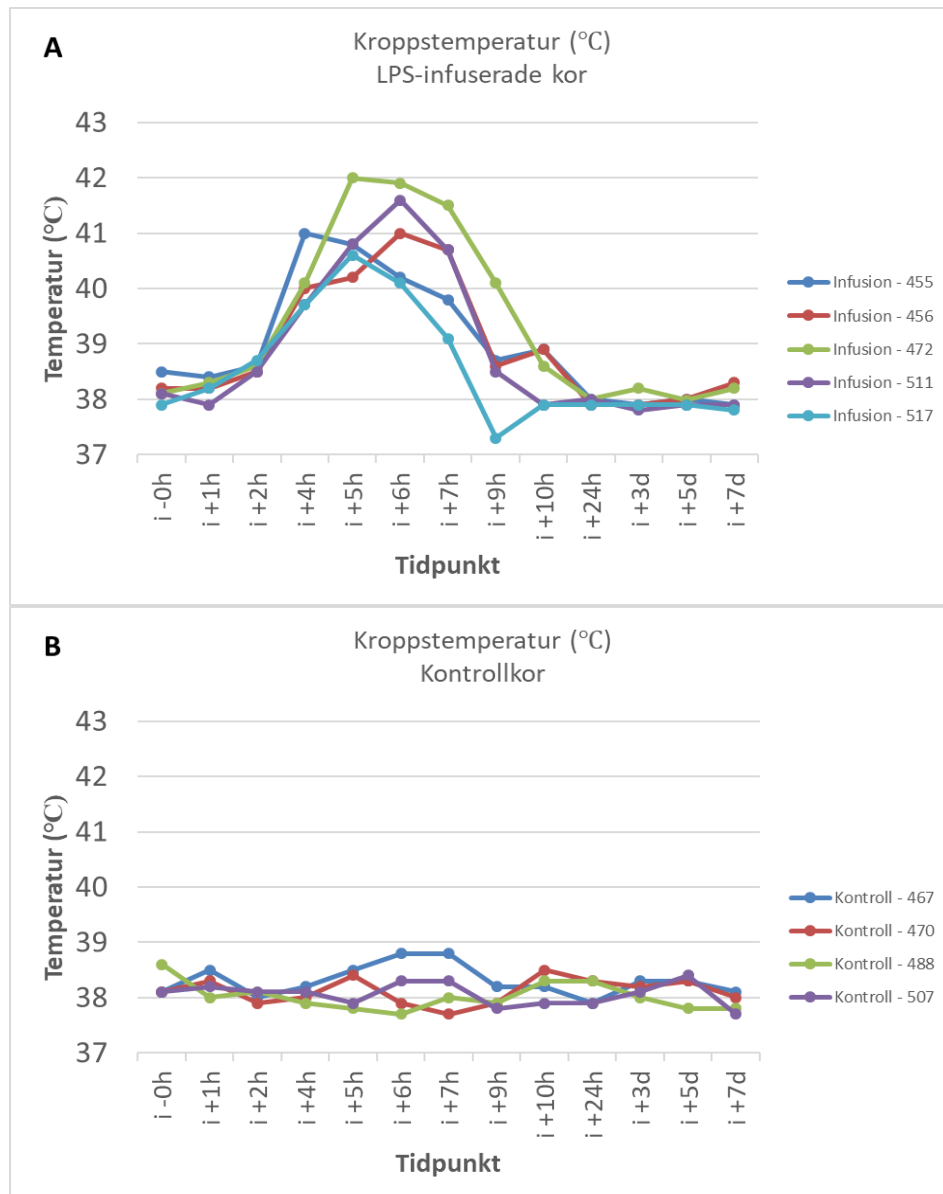 A
Kroppstemperatur (°C)
LPS-infuserade kor
43
42
41
40
39
38
37
Temperatur (°C)
i -0h
i +1h
i +2h
i +4h
i +5h
i +6h
i +7h
i +9h
i +10h
i +24h
i +3d
i +5d
i +7d
Tidpunkt
Infusion - 455
Infusion - 456
Infusion - 472
Infusion - 511
Infusion - 517
B
Kroppstemperatur (°C)
Kontrollkor
43
42
41
40
39
38
37
Temperatur (°C)
i -0h
i +1h
i +2h
i +4h
i +5h
i +6h
i +7h
i +9h
i +10h
i +24h
i +3d
i +5d
i +7d
Tidpunkt
Kontroll - 467
Kontroll - 470
Kontroll - 488
Kontroll - 507